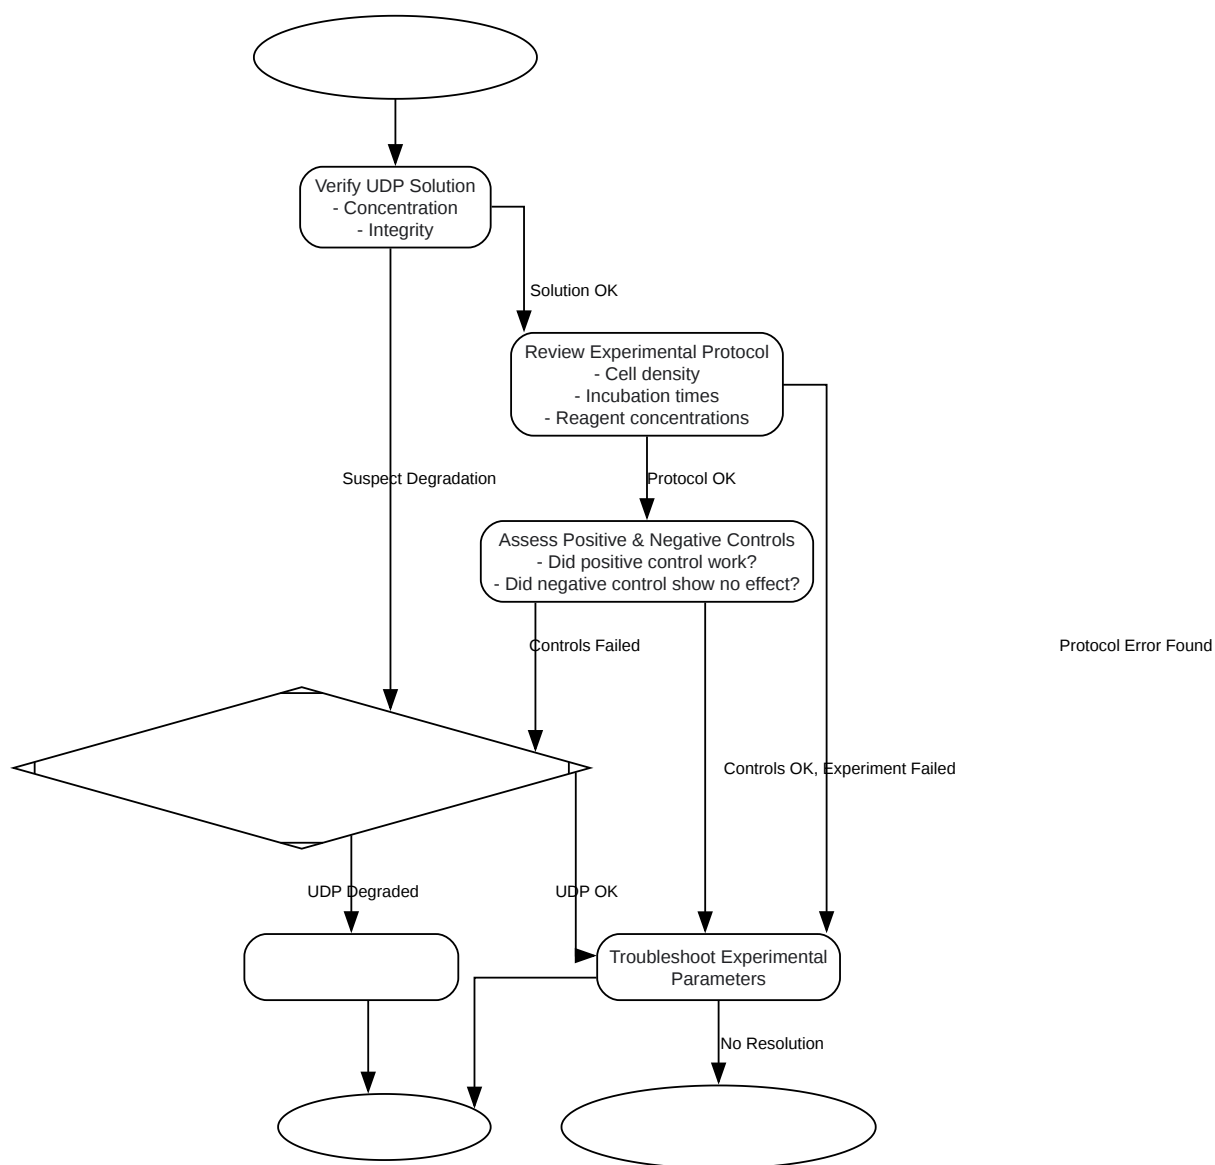 Verify UDP Solution
- Concentration
- Integrity
Solution OK
Review Experimental Protocol
- Cell density
- Incubation times
- Reagent concentrations
Suspect Degradation
Protocol OK
Assess Positive & Negative Controls
- Did positive control work?
- Did negative control show no effect?
Controls Failed
Protocol Error Found
Controls OK, Experiment Failed
UDP Degraded
UDP OK
Troubleshoot Experimental
Parameters
No Resolution